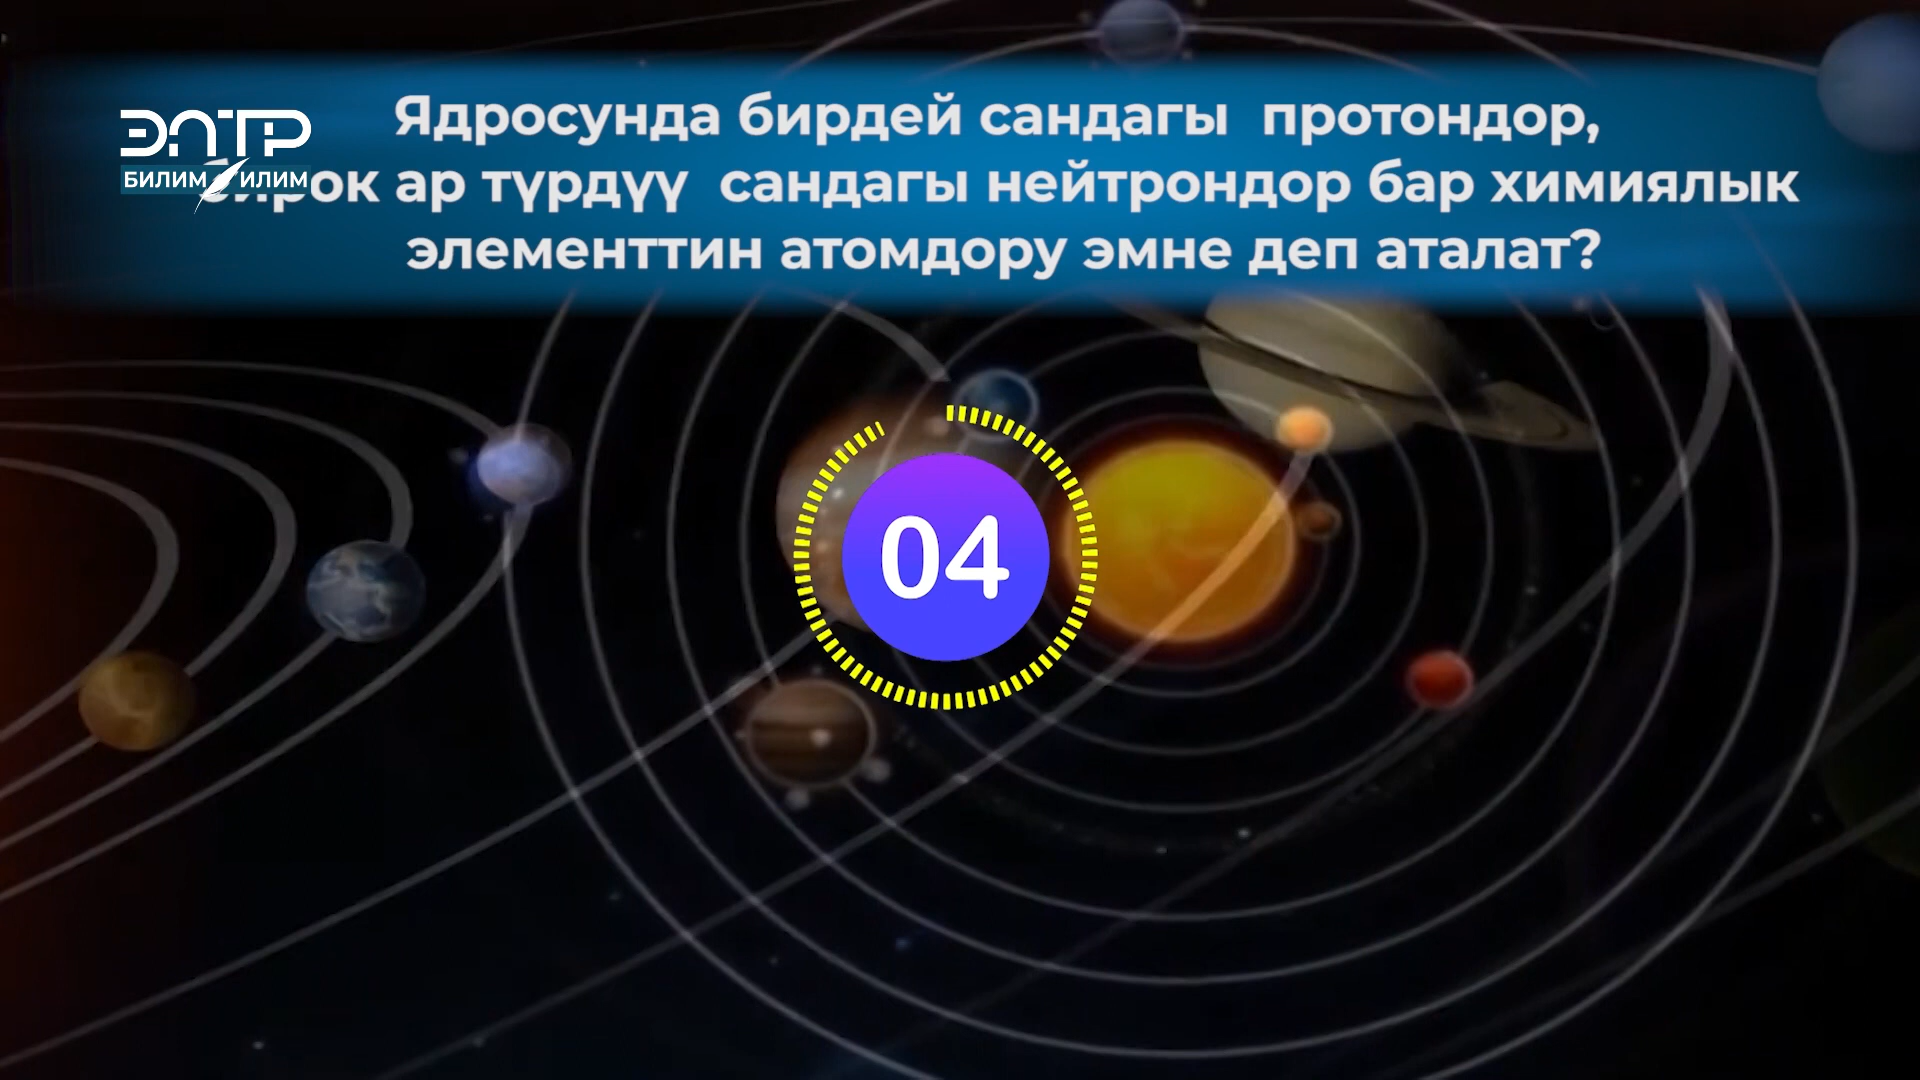 ЭЛТР
БИЛИМ ИЛИМ
Ядросунда бирдей сандагы протондор,
ар түрдүү сандагы нейтрондор бар химиялык
элементтин атомдору эмне деп аталат?
04